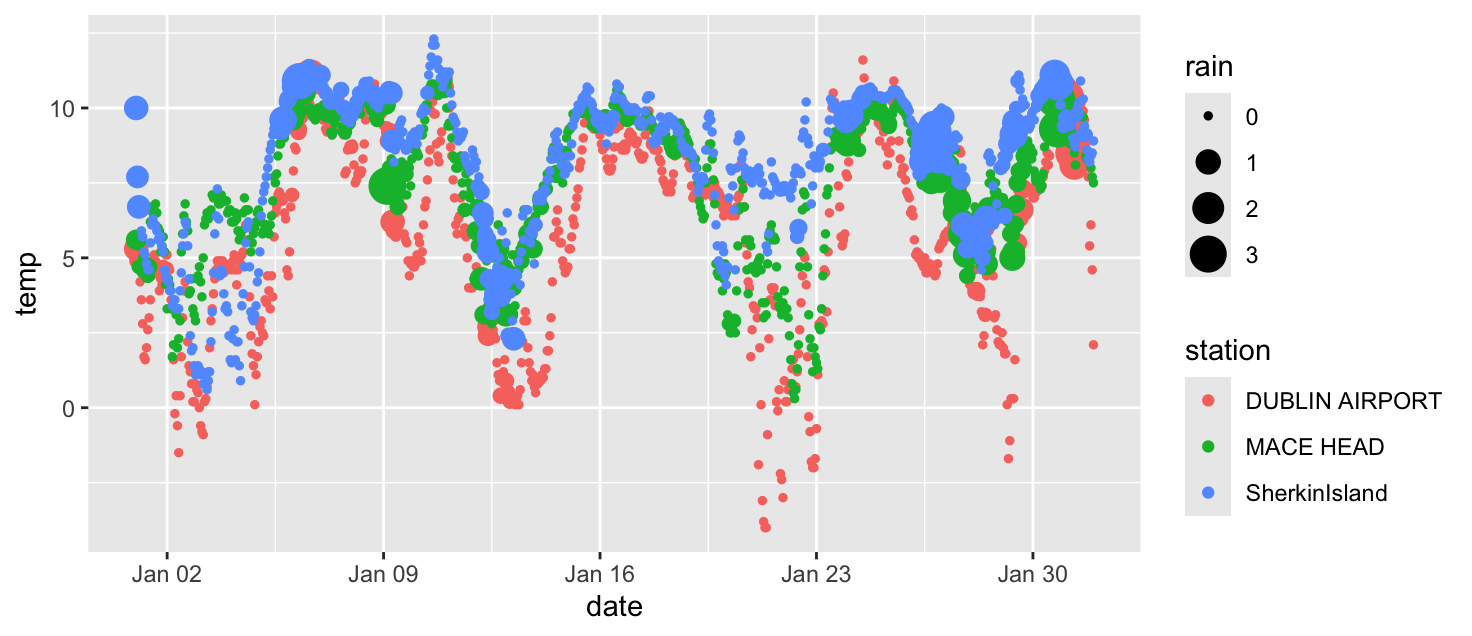 temp
10
5
0
Jan 02 Jan 09 Jan 16 Jan 23 Jan 30
date
rain
0
1
2
3
station
DUBLIN AIRPORT
MACE HEAD
SherkinIsland